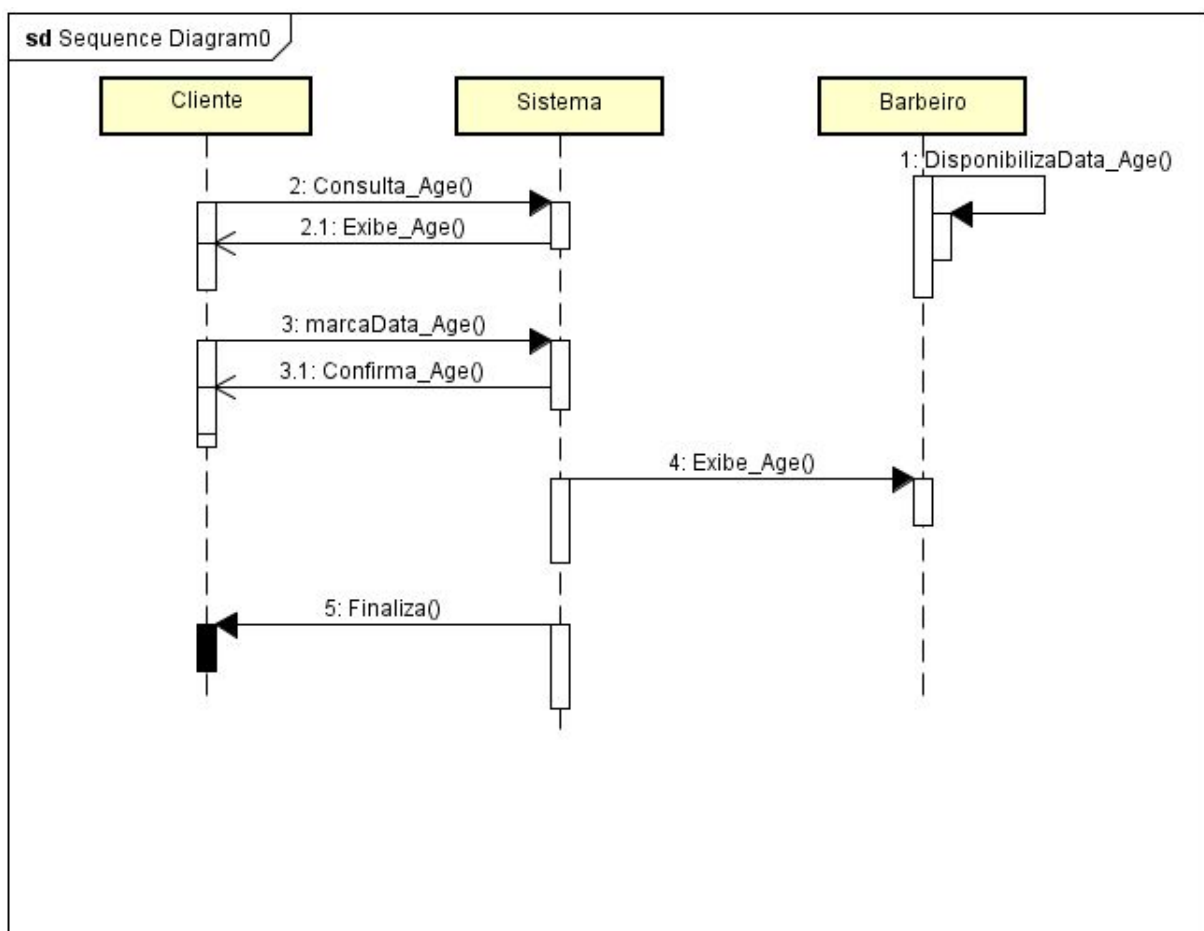 sd Sequence Diagram0
Cliente
Sistema
Barbeiro
1: DisponibilizaData_Age()
2: Consulta_Age()
2.1: Exibe_Age()
3: marcaData_Age()
3.1: Confirma_Age()
4: Exibe_Age()
5: Finaliza()